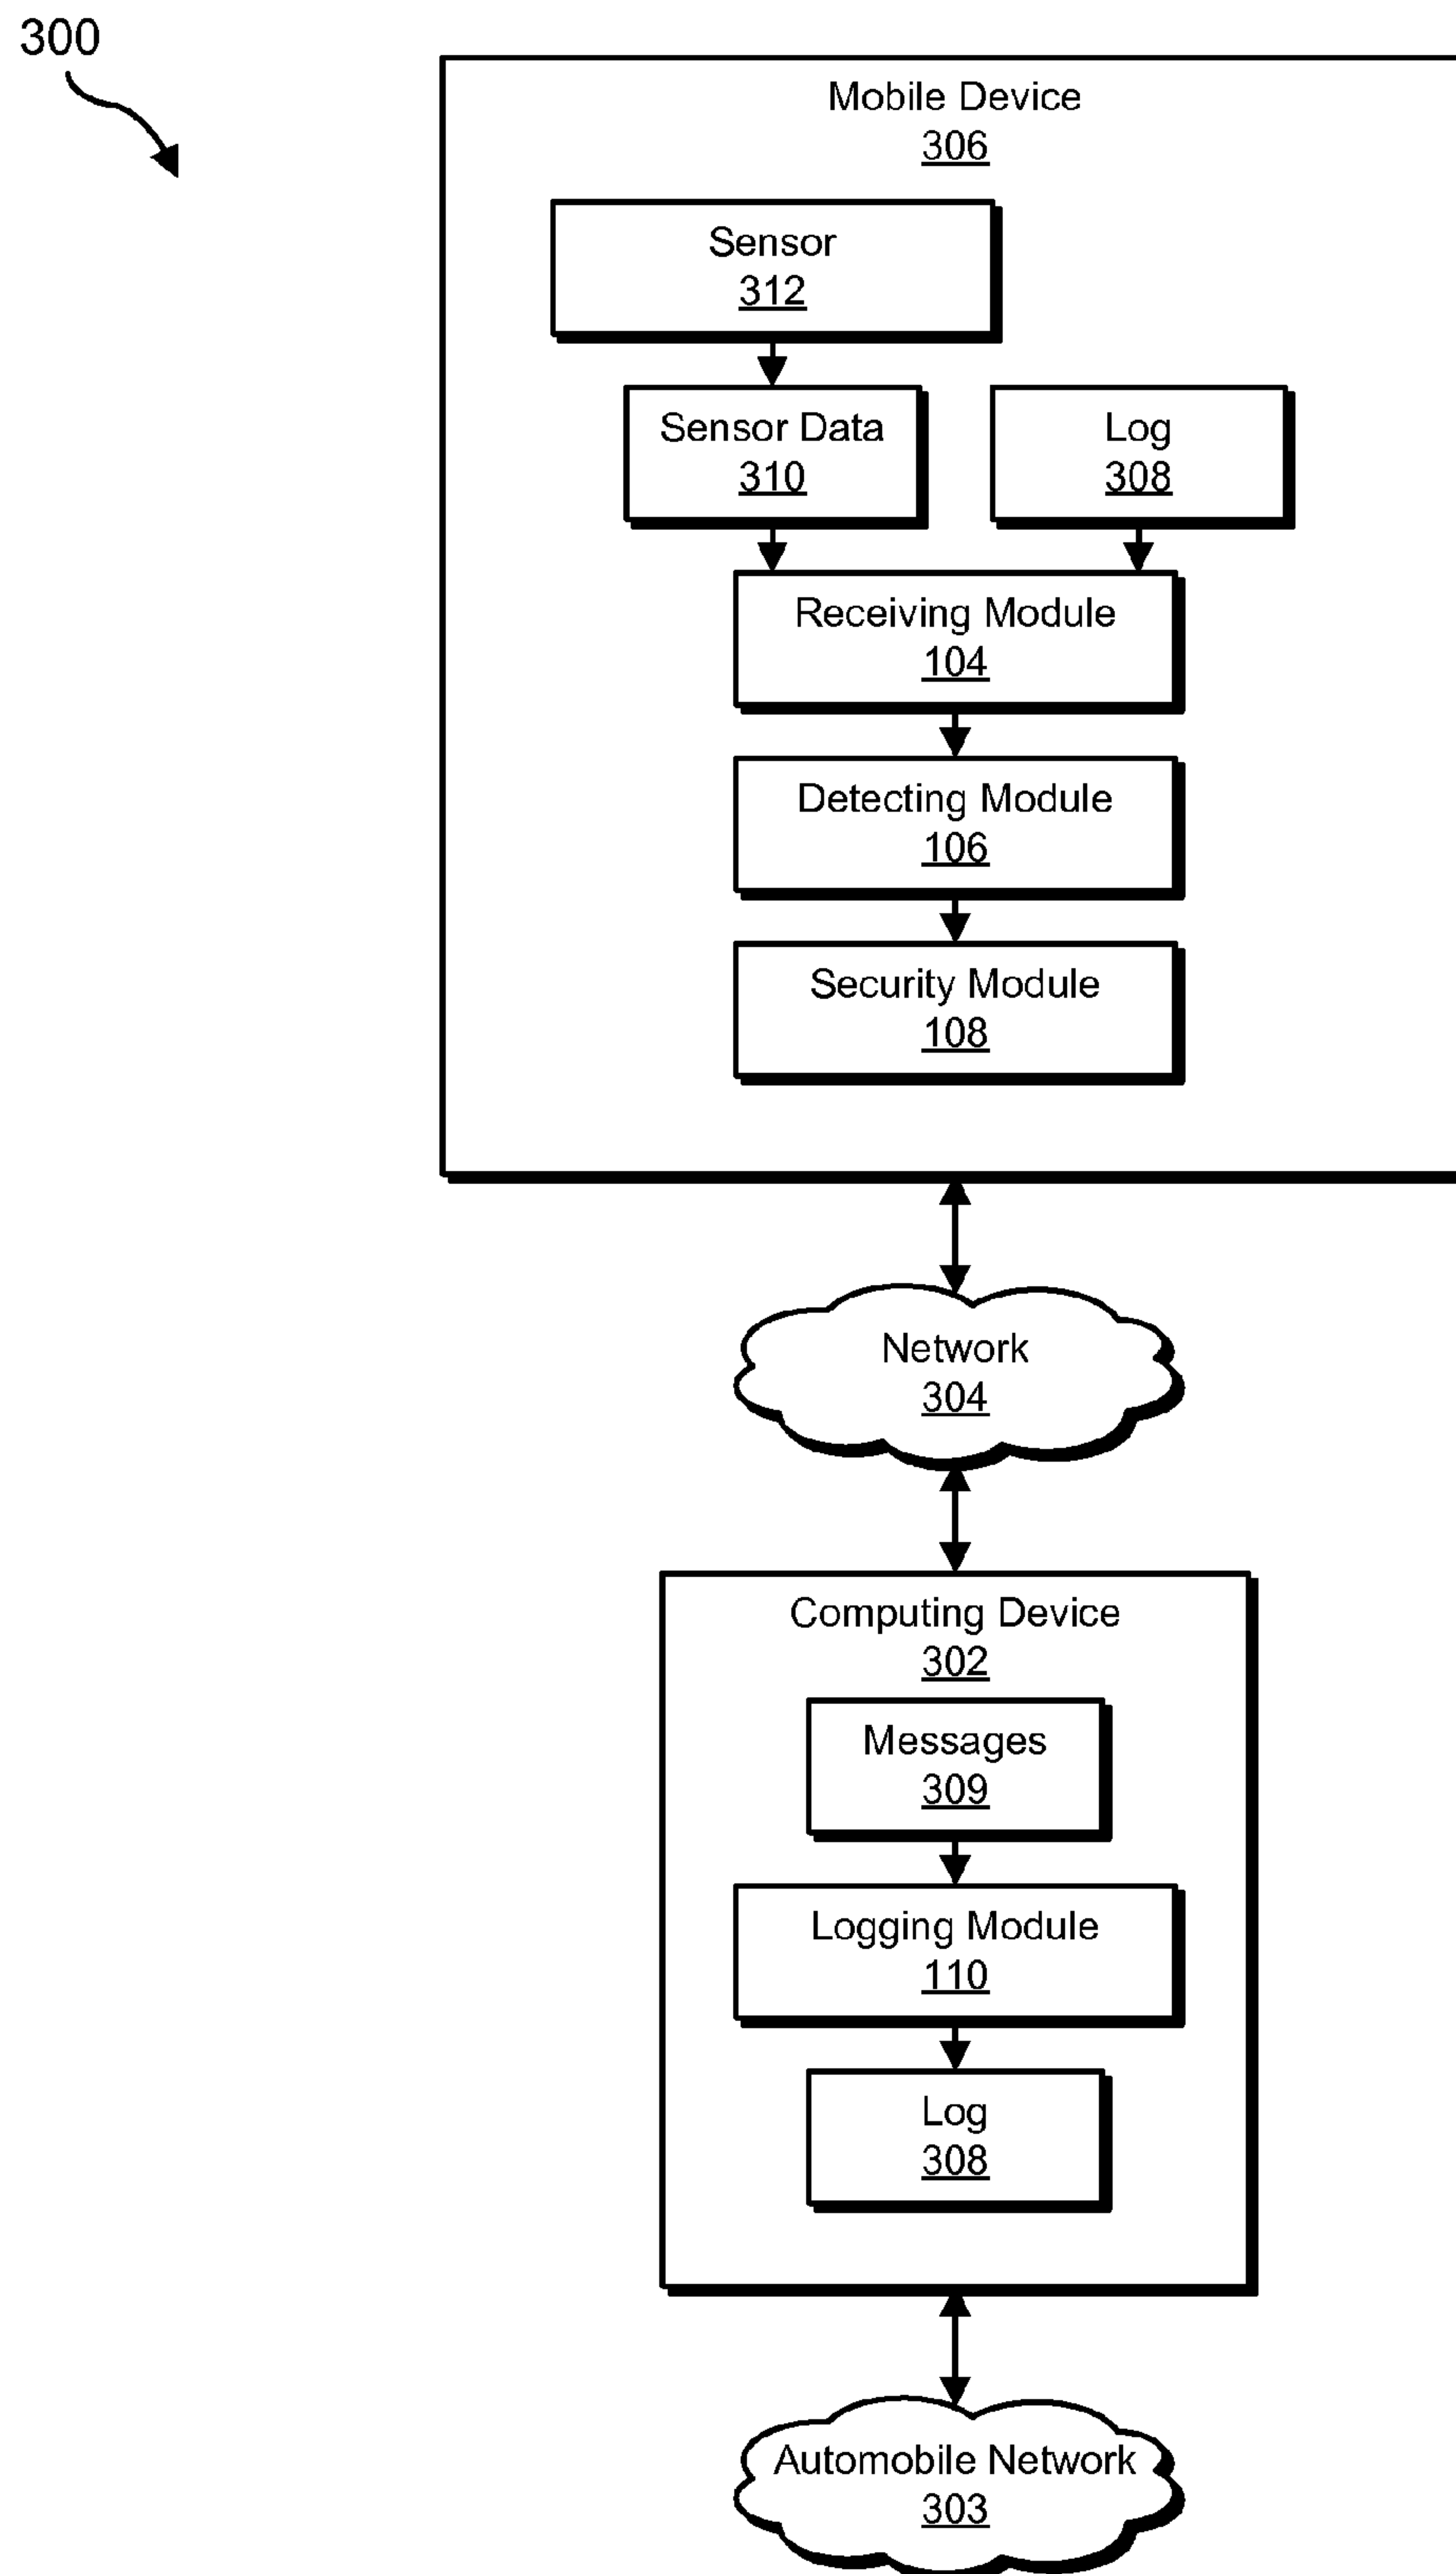 300
Mobile Device
306
Sensor
312
Sensor Data
310
Log
308
Receiving Module
104
Detecting Module
106
Security Module
108
Network
304
Computing Device
302
Messages
309
Logging Module
110
Log
308
Automobile Network
303